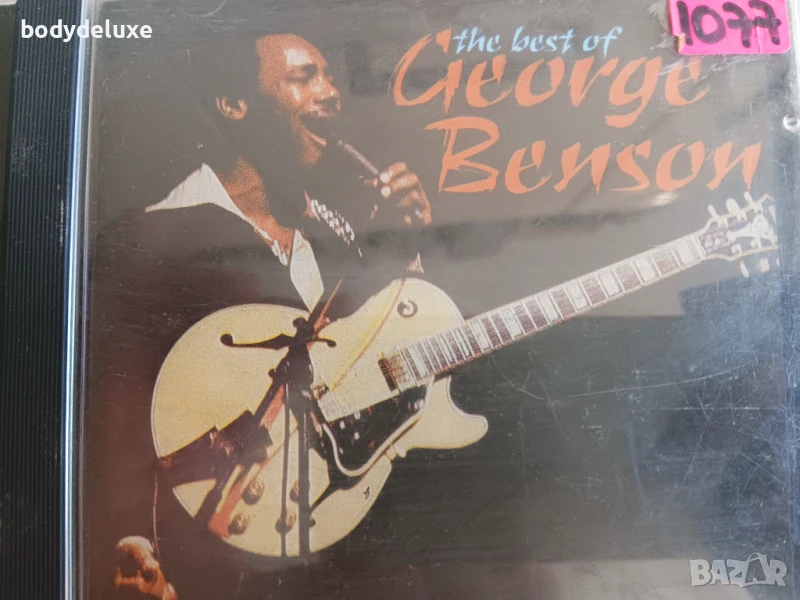 bodydeluxe
1077
the best of
George
Benson
BAZAR